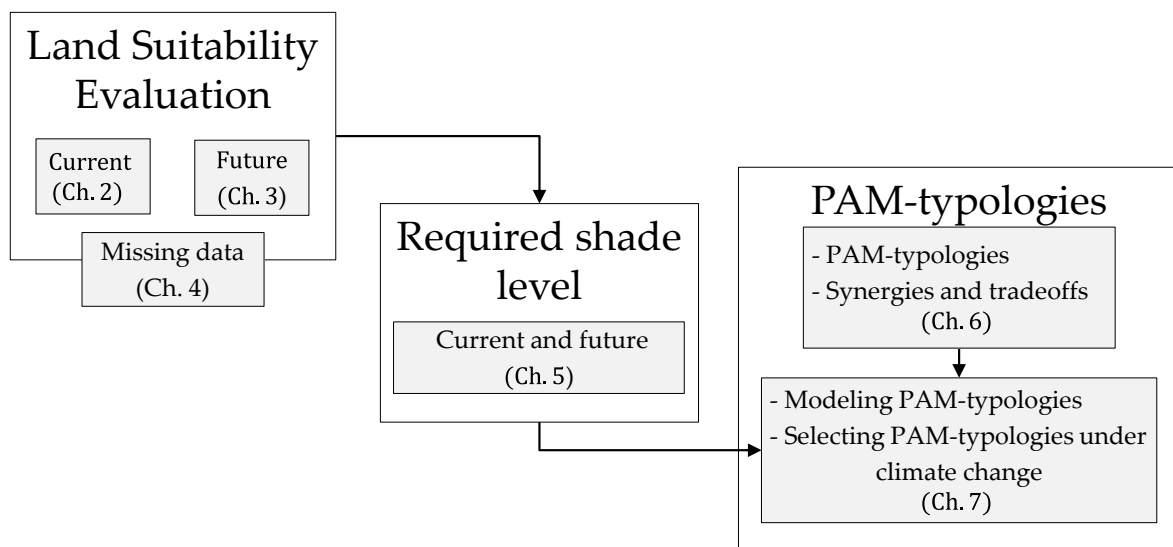 Land Suitability
Evaluation
Current
(Ch. 2)
Future
(Ch. 3)
Missing data
(Ch. 4)
Required shade
level
Current and future
(Ch. 5)
PAM-typologies
- PAM-typologies
- Synergies and tradeoffs
(Ch. 6)
- Modeling PAM-typologies
- Selecting PAM-typologies under
climate change
(Ch. 7)